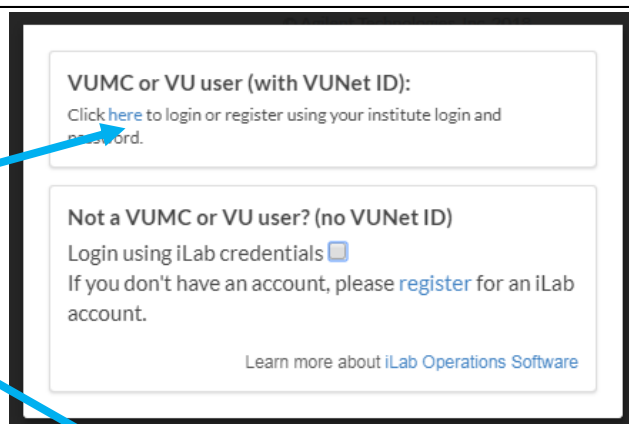 VUMC or VU user (with VUNet ID):
Click here to login or register using your institute login and
password.
Not a VUMC or VU user? (no VUNet ID)
Login using iLab credentials
If you don't have an account, please register for an iLab
account.
Learn more about iLab Operations Software